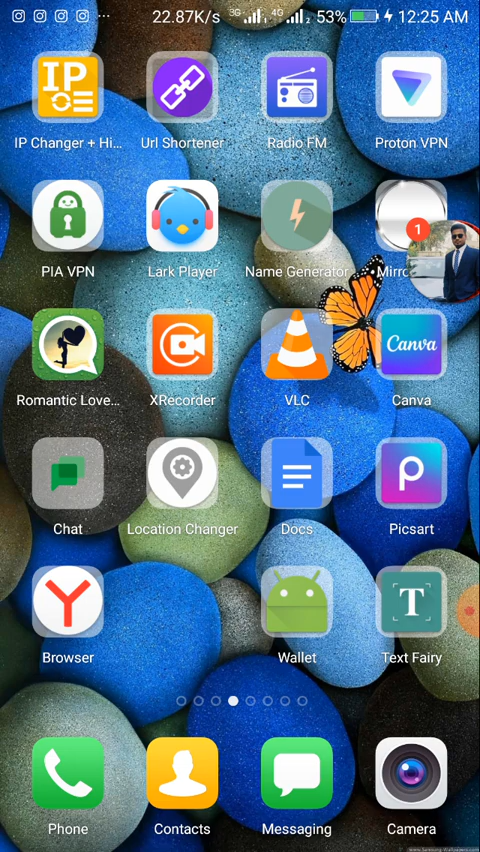 22.87K/s 3G 4G 2 53% 12:25 AM
IP
IP Changer + Hi... Url Shortener Radio FM Proton VPN
1
PIA VPN Lark Player Name Generator Mirro
Canva
Romantic Love... XRecorder VLC Canva
Chat Location Changer Docs Picsart
T
Browser Wallet Text Fairy
Phone Contacts Messaging Camera